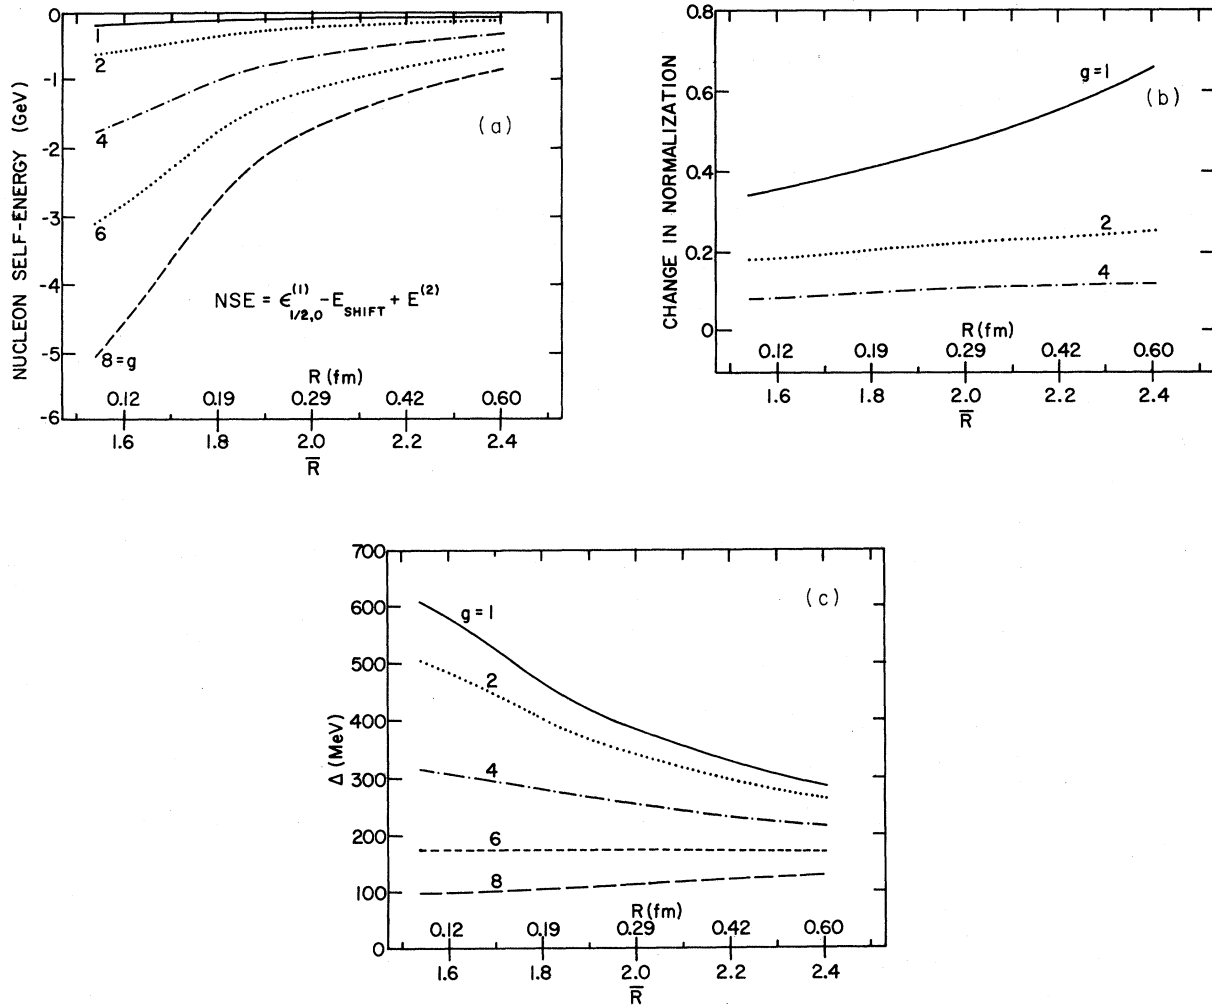 0
-1
-2
-3
-4
-5
-6
NUCLEON SELF-ENERGY (GeV)
1
2
4
6
8=g
(a)
NSE = ϵ^(1)_1/2,0 - E_SHIFT + E^(2)
R (fm)
0.12 0.19 0.29 0.42 0.60
1.6 1.8 2.0 2.2 2.4
R̅
0.8
0.6
0.4
0.2
0
CHANGE IN NORMALIZATION
g=1
(b)
2
4
R (fm)
0.12 0.19 0.29 0.42 0.60
1.6 1.8 2.0 2.2 2.4
R̅
700
600
500
400
300
200
100
0
Δ (MeV)
(c)
g=1
2
4
6
8
R (fm)
0.12 0.19 0.29 0.42 0.60
1.6 1.8 2.0 2.2 2.4
R̅